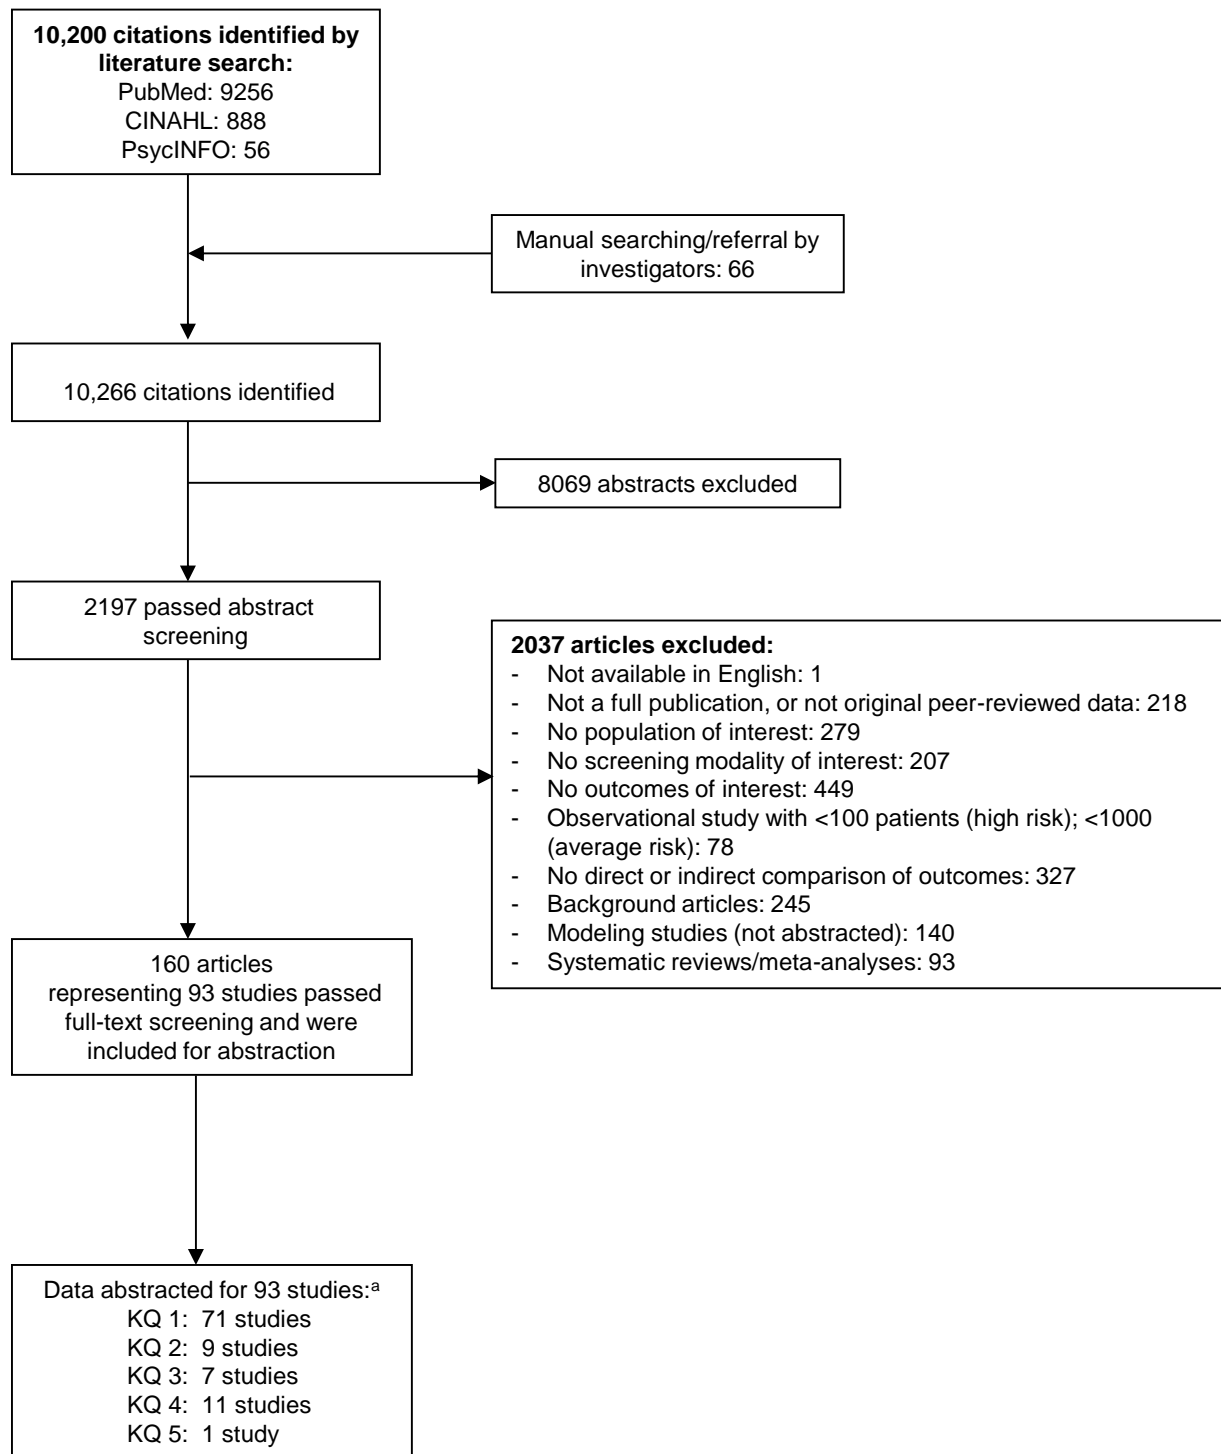 10,200 citations identified by
literature search:
PubMed: 9256
CINAHL: 888
PsycINFO: 56
Manual searching/referral by
investigators: 66
10,266 citations identified
8069 abstracts excluded
2197 passed abstract
screening
2037 articles excluded:
- Not available in English: 1
- Not a full publication, or not original peer-reviewed data: 218
- No population of interest: 279
- No screening modality of interest: 207
- No outcomes of interest: 449
- Observational study with <100 patients (high risk); <1000
(average risk): 78
- No direct or indirect comparison of outcomes: 327
- Background articles: 245
- Modeling studies (not abstracted): 140
- Systematic reviews/meta-analyses: 93
160 articles
representing 93 studies passed
full-text screening and were
included for abstraction
Data abstracted for 93 studies:ᵃ
KQ 1: 71 studies
KQ 2: 9 studies
KQ 3: 7 studies
KQ 4: 11 studies
KQ 5: 1 study